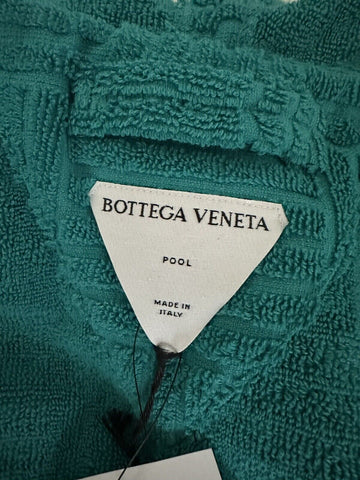 BOTTEGA VENETA
POOL
MADE IN
ITALY